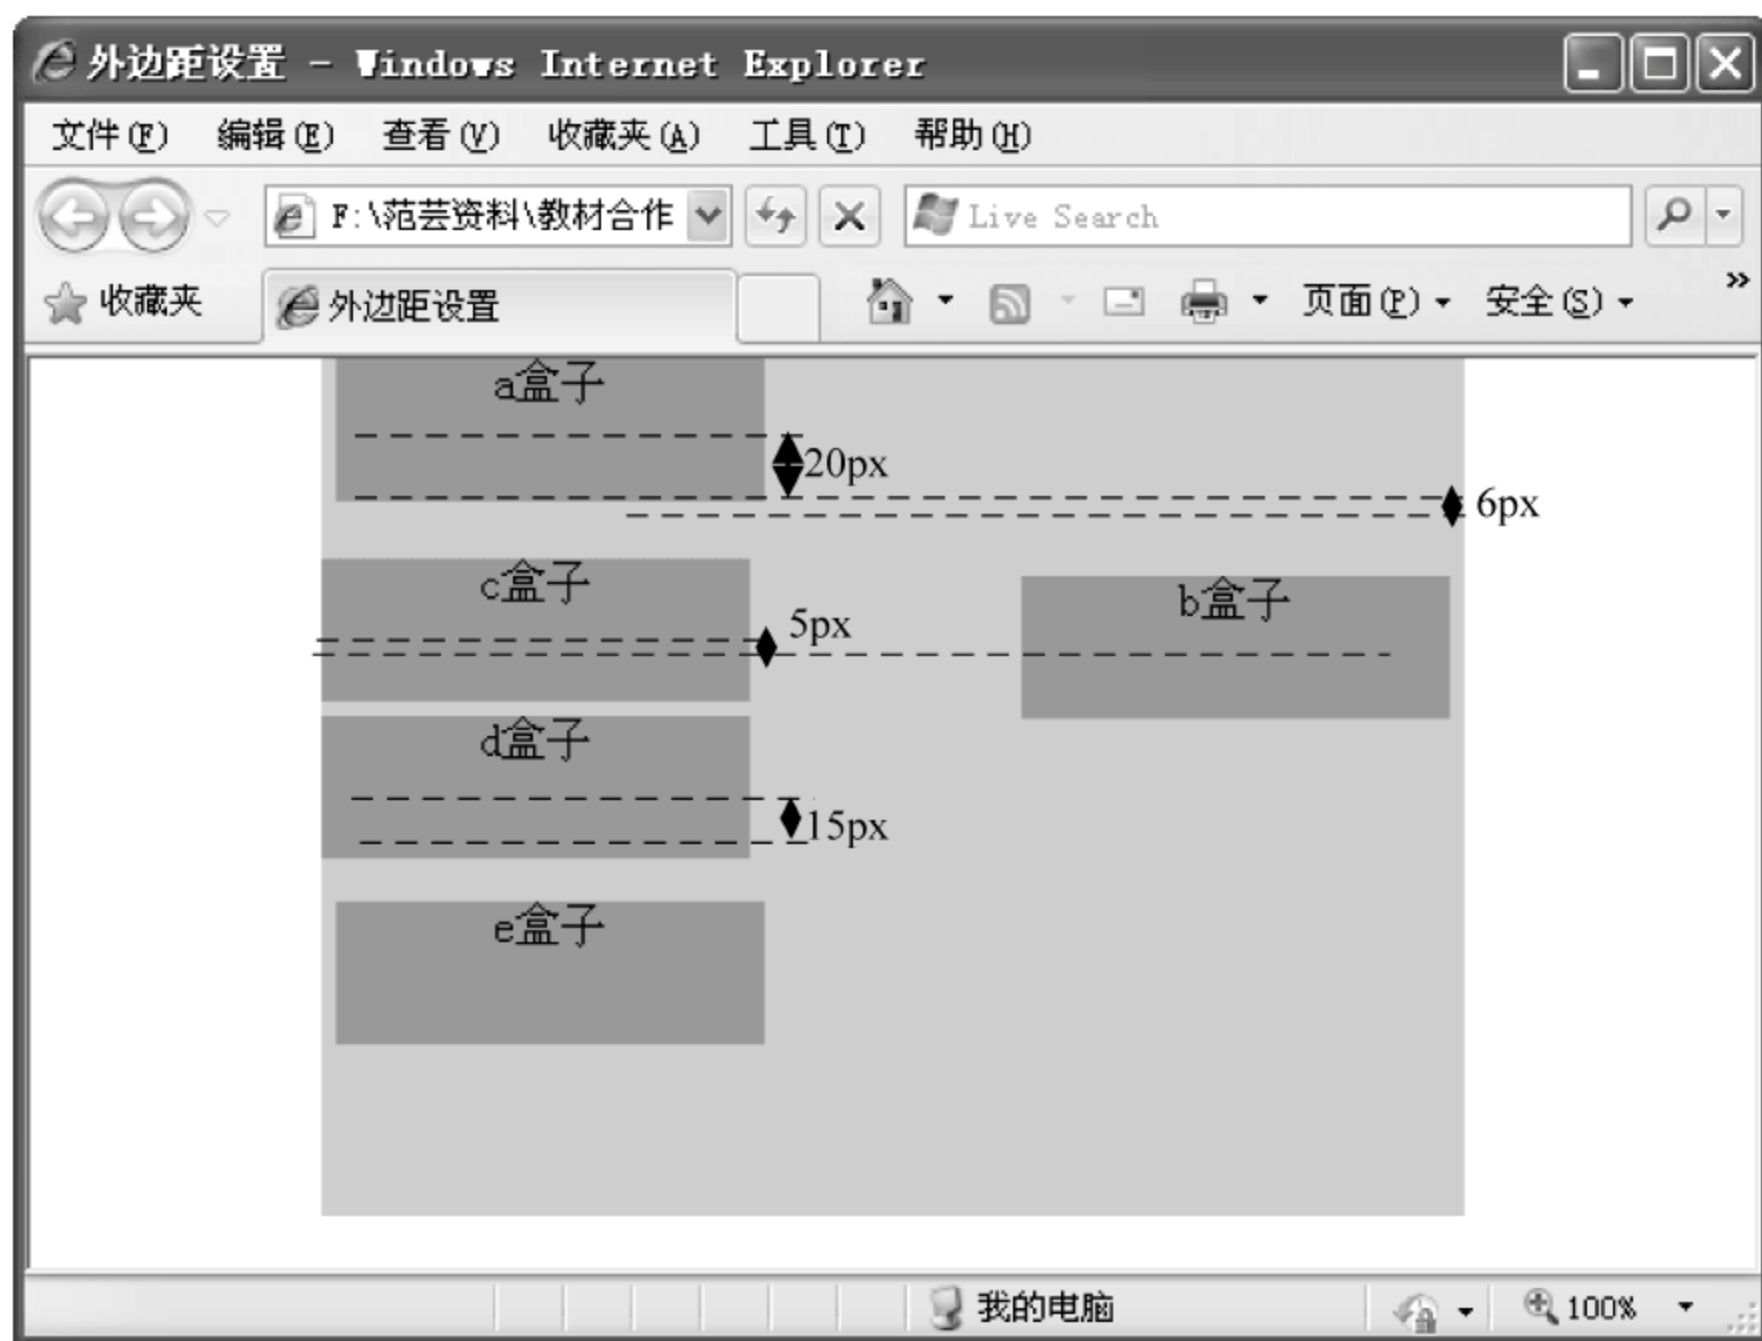 外边距设置 - Windows Internet Explorer
文件(F) 编辑(E) 查看(V) 收藏夹(A) 工具(T) 帮助(H)
F:\范芸资料\教材合作 Live Search
收藏夹 外边距设置 页面(P) 安全(S) »
a盒子
20px
6px
c盒子
b盒子
5px
d盒子
15px
e盒子
我的电脑 100%